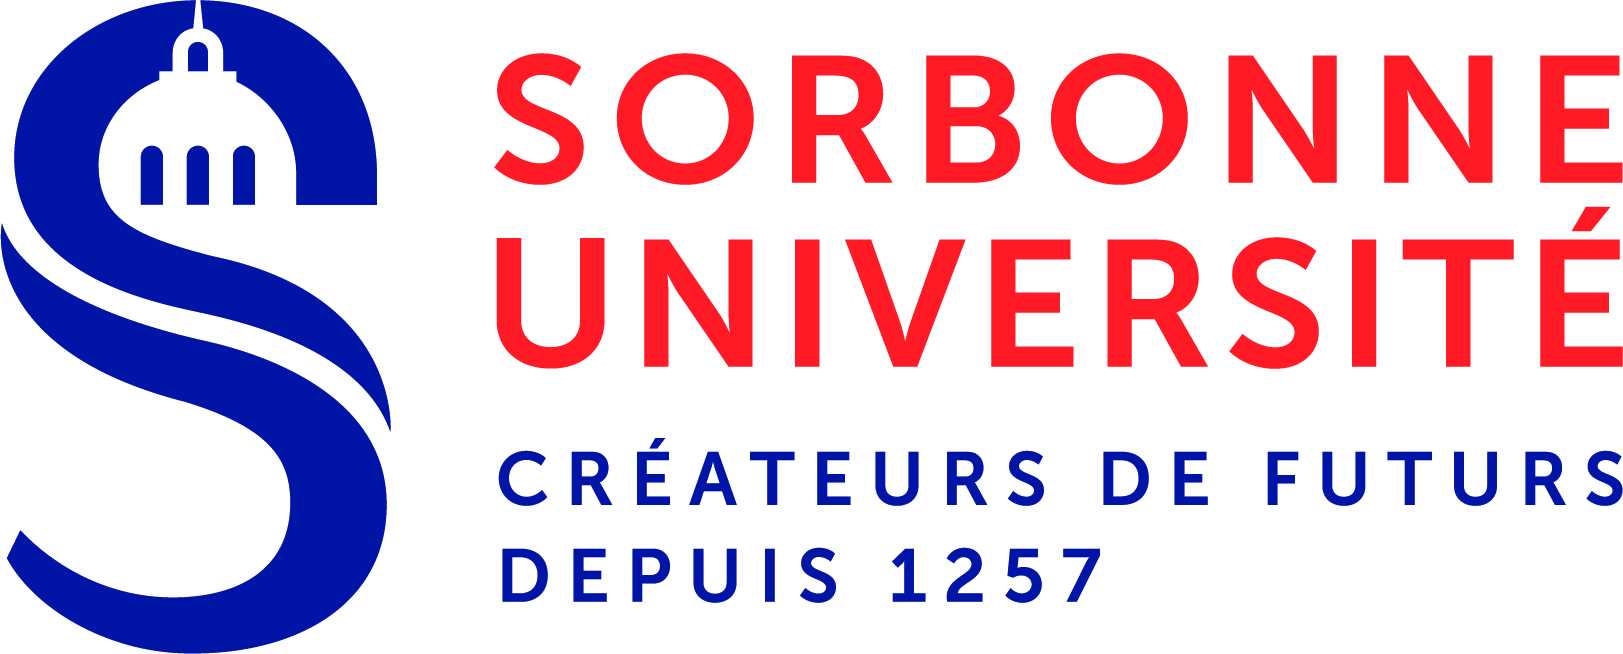 SORBONNE
UNIVERSITÉ
CRÉATEURS DE FUTURS
DEPUIS 1257